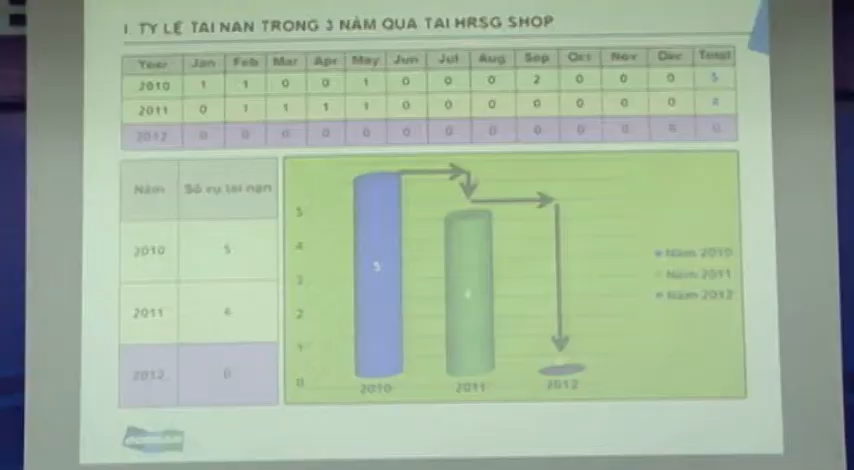 I. TỶ LỆ TAI NẠN TRONG 3 NĂM QUA TẠI HRSG SHOP
Year Jan Feb Mar Apr May Jun Jul Aug Sep Oct Nov Dec Total
2010 1 1 0 0 1 0 0 0 2 0 0 0 5
2011 0 1 1 1 1 0 0 0 0 0 0 0 4
2012 0 0 0 0 0 0 0 0 0 0 0 0 0
Năm Số vụ tai nạn
2010 5
2011 4
2012 0
5
4
3
2
1
0
5
4
2010 2011 2012
Năm 2010
Năm 2011
Năm 2012